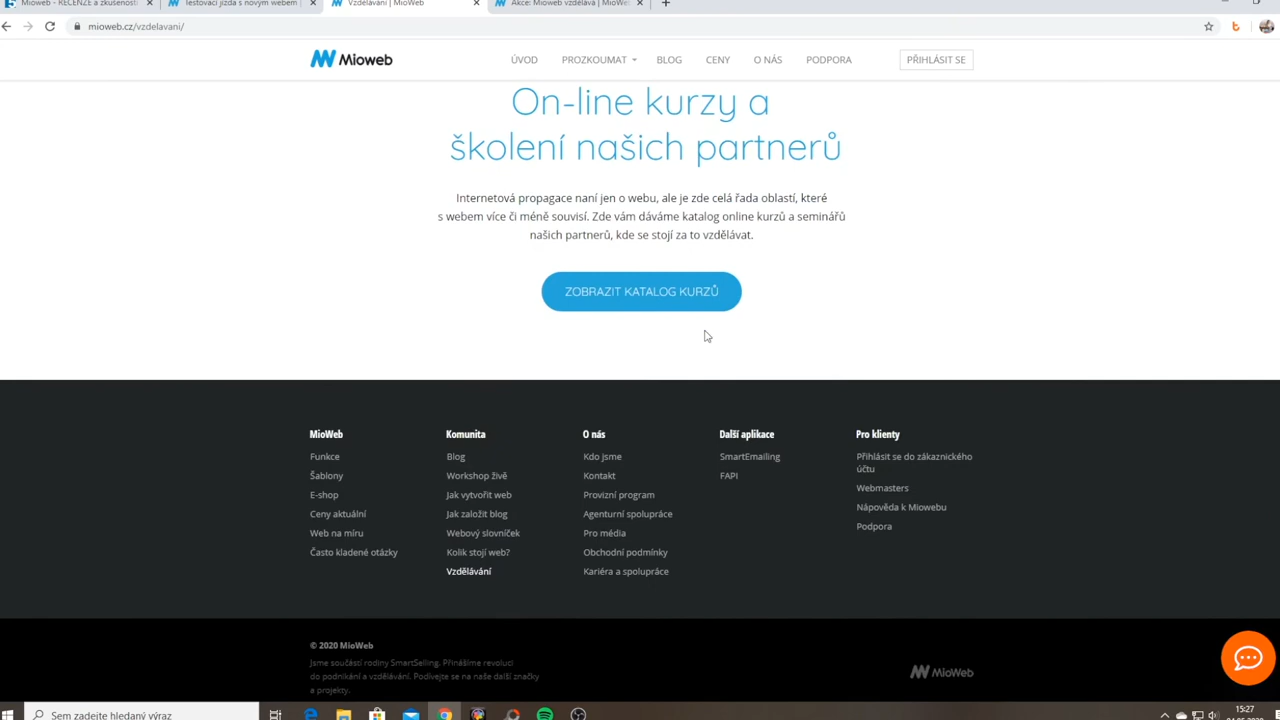 Mioweb - RECENZE a zkušenosti
Testovací jízda s novým webem |
Vzdělávání | MioWeb
Akce: Mioweb vzdělává | MioWe
mioweb.cz/vzdelavani/
Mioweb
ÚVOD
PROZKOUMAT
BLOG
CENY
O NÁS
PODPORA
PŘIHLÁSIT SE
On-line kurzy a
školení našich partnerů
Internetová propagace naní jen o webu, ale je zde celá řada oblastí, které
s webem více či méně souvisí. Zde vám dáváme katalog online kurzů a seminářů
našich partnerů, kde se stojí za to vzdělávat.
ZOBRAZIT KATALOG KURZŮ
MioWeb
Funkce
Šablony
E-shop
Ceny aktuální
Web na míru
Často kladené otázky
Komunita
Blog
Workshop živě
Jak vytvořit web
Jak založit blog
Webový slovníček
Kolik stojí web?
Vzdělávání
O nás
Kdo jsme
Kontakt
Provizní program
Agenturní spolupráce
Pro média
Obchodní podmínky
Kariéra a spolupráce
Další aplikace
SmartEmailing
FAPI
Pro klienty
Přihlásit se do zákaznického
účtu
Webmasters
Nápověda k Miowebu
Podpora
© 2020 MioWeb
Jsme součástí rodiny SmartSelling. Přinášíme revoluci
do podnikání a vzdělávání. Podívejte se na naše další značky
a projekty.
MioWeb
Sem zadejte hledaný výraz
15:27